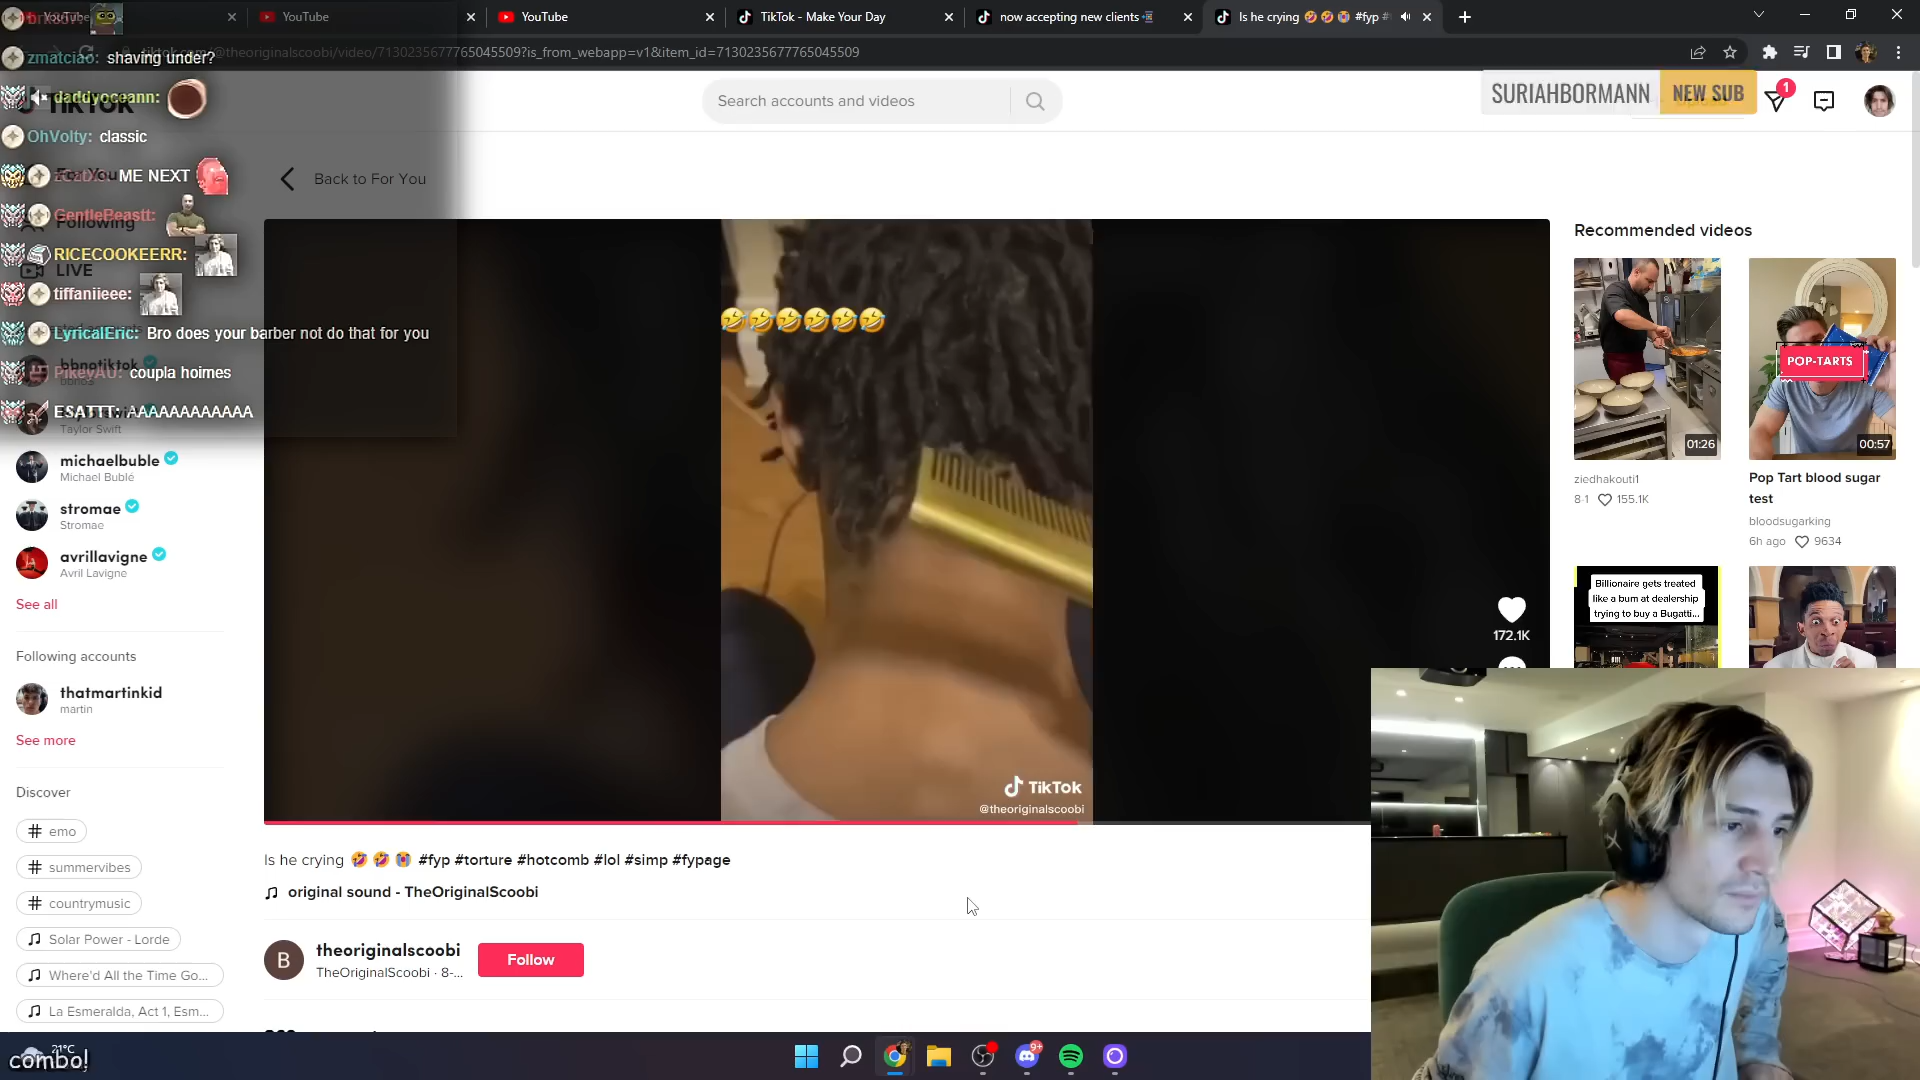 YouTube
YouTube
YouTube
TikTok - Make Your Day
now accepting new clients
Is he crying 🤣 🤣 😭 #fyp #
tiktok.com/@theoriginalscoobi/video/7130235677765045509?is_from_webapp=v1&item_id=7130235677765045509
zmatciao: shaving under?
daddyoceann:
TikTok
Search accounts and videos
SURIAHBORMANN NEW SUB
1
OhVolty: classic
For You
ME NEXT
Back to For You
GentleBeastt:
Following
RICECOOKEERR:
LIVE
tiffaniieee:
LyricalEric: Bro does your barber not do that for you
bbnotiktok
bbno$
PikeyAU: coupla hoimes
ESATTT: AAAAAAAAAAAA
Taylor Swift
michaelbuble
Michael Bublé
stromae
Stromae
avrillavigne
Avril Lavigne
See all
Following accounts
thatmartinkid
martin
See more
Discover
# emo
# summervibes
# countrymusic
Solar Power - Lorde
Where'd All the Time Go...
La Esmeralda, Act 1, Esm...
🤣🤣🤣🤣🤣🤣
TikTok
@theoriginalscoobi
172.1K
Is he crying 🤣 🤣 😭 #fyp #torture #hotcomb #lol #simp #fypage
original sound - TheOriginalScoobi
B
theoriginalscoobi
TheOriginalScoobi · 8-...
Follow
Recommended videos
01:26
ziedhakouti1
8-1 155.1K
POP-TARTS
00:57
Pop Tart blood sugar
test
bloodsugarking
6h ago 9634
Billionaire gets treated
like a bum at dealership
trying to buy a Bugatti...
21°C
combo!
9+